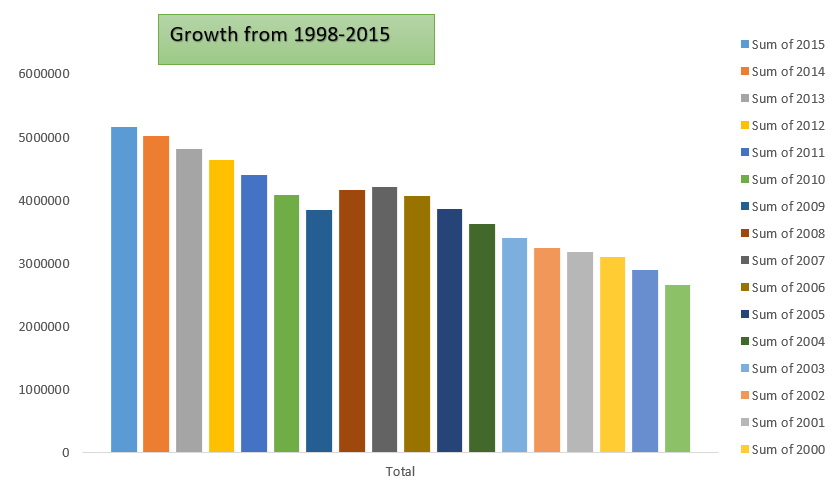 Growth from 1998-2015
6000000
5000000
4000000
3000000
2000000
1000000
0
Total
Sum of 2015
Sum of 2014
Sum of 2013
Sum of 2012
Sum of 2011
Sum of 2010
Sum of 2009
Sum of 2008
Sum of 2007
Sum of 2006
Sum of 2005
Sum of 2004
Sum of 2003
Sum of 2002
Sum of 2001
Sum of 2000